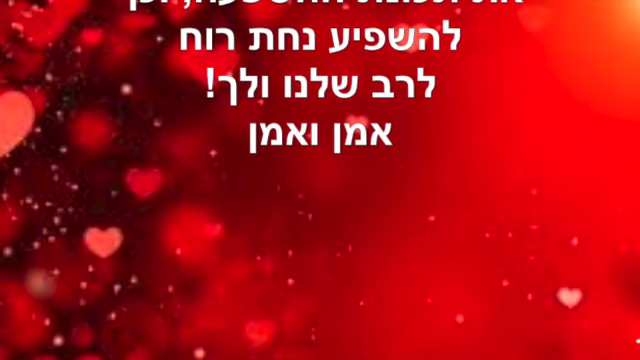 להשפיע נחת רוח
לרב שלנו ולך!
אמן ואמן